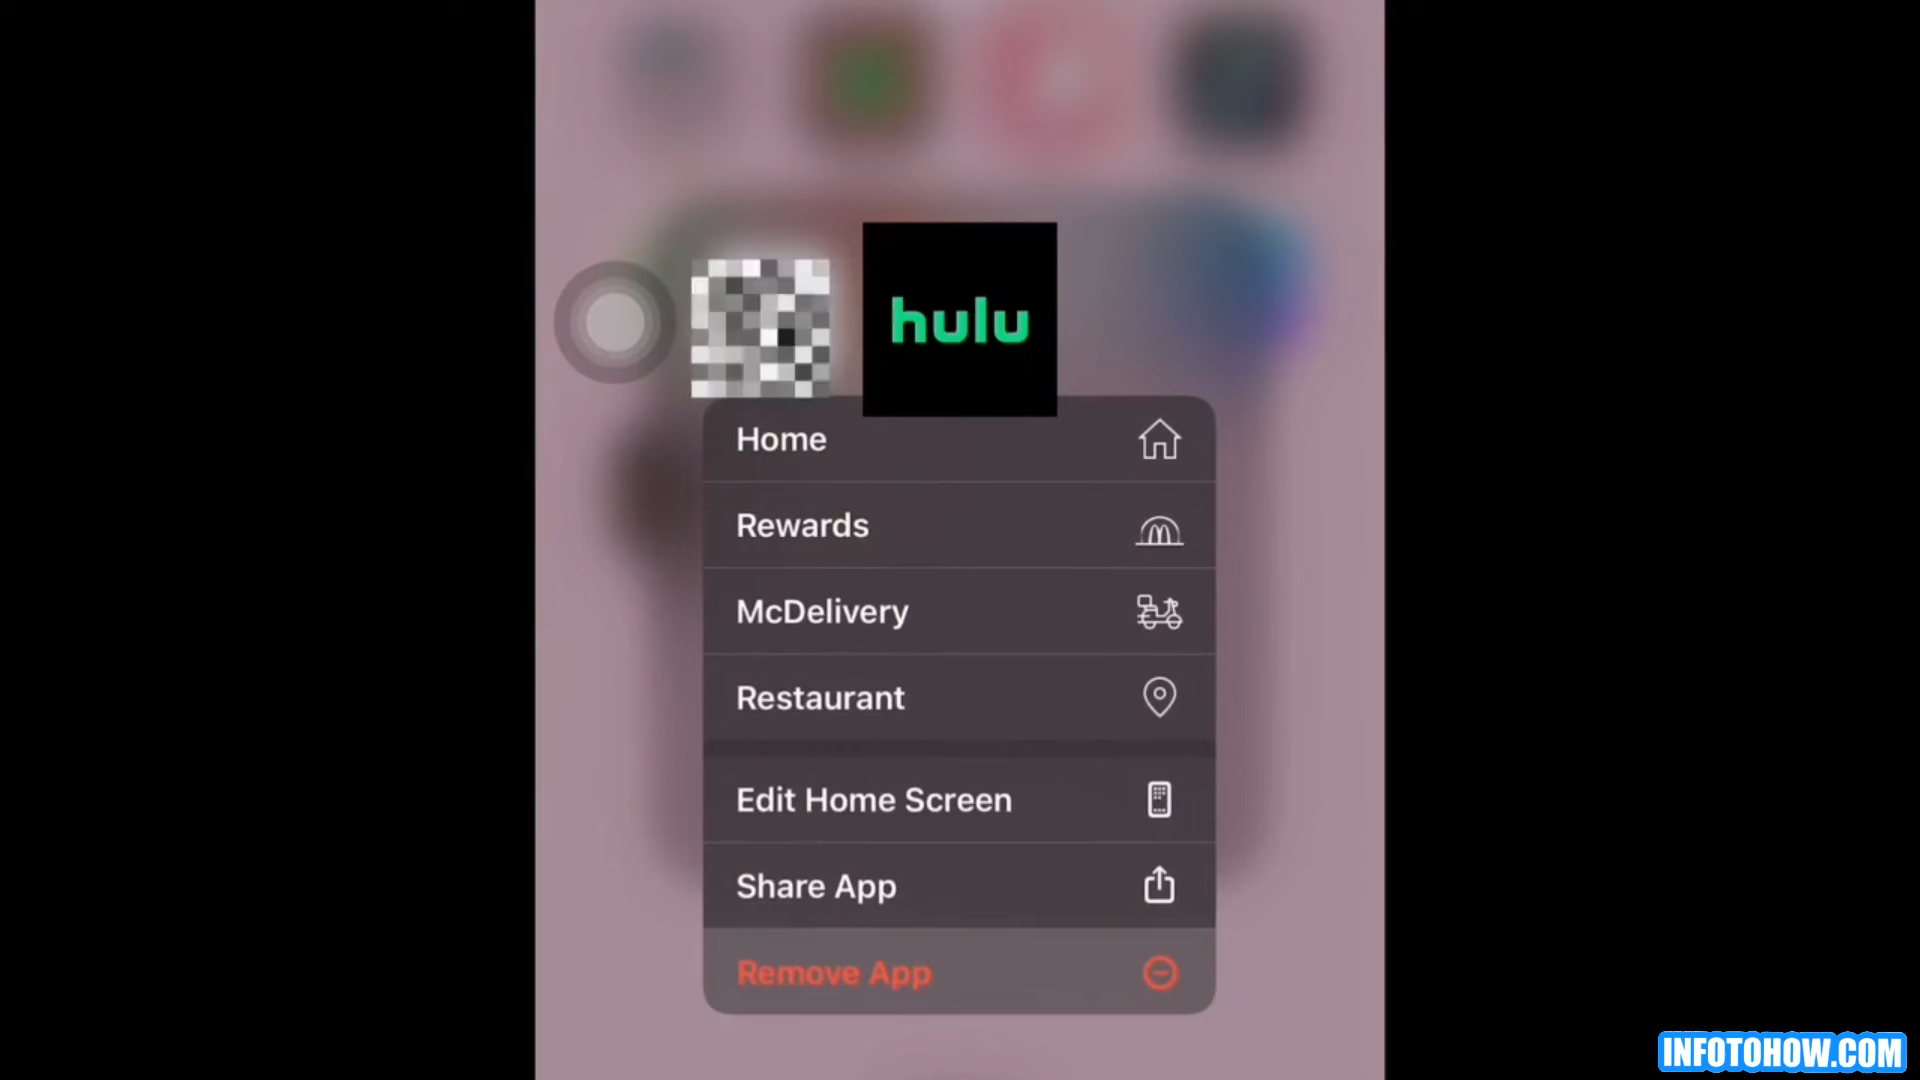 hulu
Home
Rewards
McDelivery
Restaurant
Edit Home Screen
Share App
Remove App
INFOTOHOW.COM